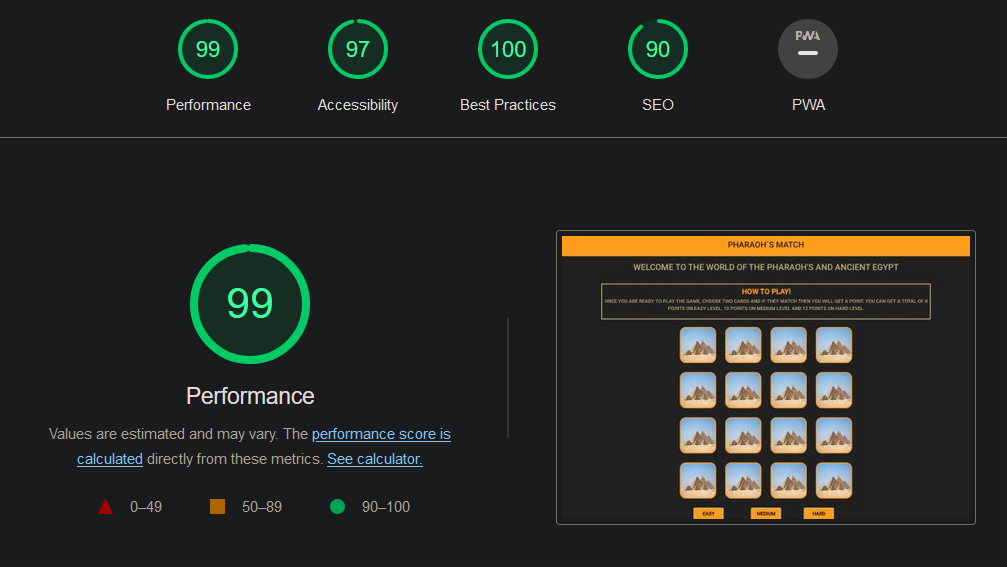 99
97
100
90
PWA
Performance
Accessibility
Best Practices
SEO
PWA
99
Performance
Values are estimated and may vary. The performance score is
calculated directly from these metrics. See calculator.
0–49
50–89
90–100
PHARAOH`S MATCH
WELCOME TO THE WORLD OF THE PHARAOH'S AND ANCIENT EGYPT
HOW TO PLAY!
ONCE YOU ARE READY TO PLAY THE GAME, CHOOSE TWO CARDS AND IF THEY MATCH THEN YOU WILL GET A POINT. YOU CAN GET A TOTAL OF 8
POINTS ON EASY LEVEL, 10 POINTS ON MEDIUM LEVEL AND 12 POINTS ON HARD LEVEL.
EASY
MEDIUM
HARD